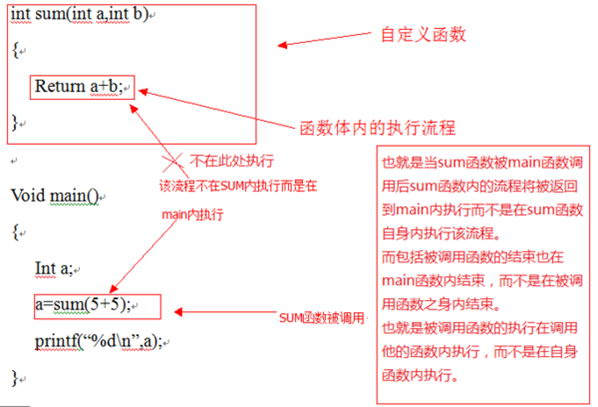 int sum(int a,int b)
{
Return a+b;
}
Void main()
{
Int a;
a=sum(5+5);
printf(“%d\n”,a);
}
自定义函数
函数体内的执行流程
不在此处执行
该流程不在SUM内执行而是在
main内执行
SUM函数被调用
也就是当sum函数被main函数调
用后sum函数内的流程将被返回
到main内执行而不是在sum函数
自身内执行该流程。
而包括被调用函数的结束也在
main函数内结束，而不是在被调
用函数之身内结束。
也就是被调用函数的执行在调用
他的函数内执行，而不是在自身
函数内执行。